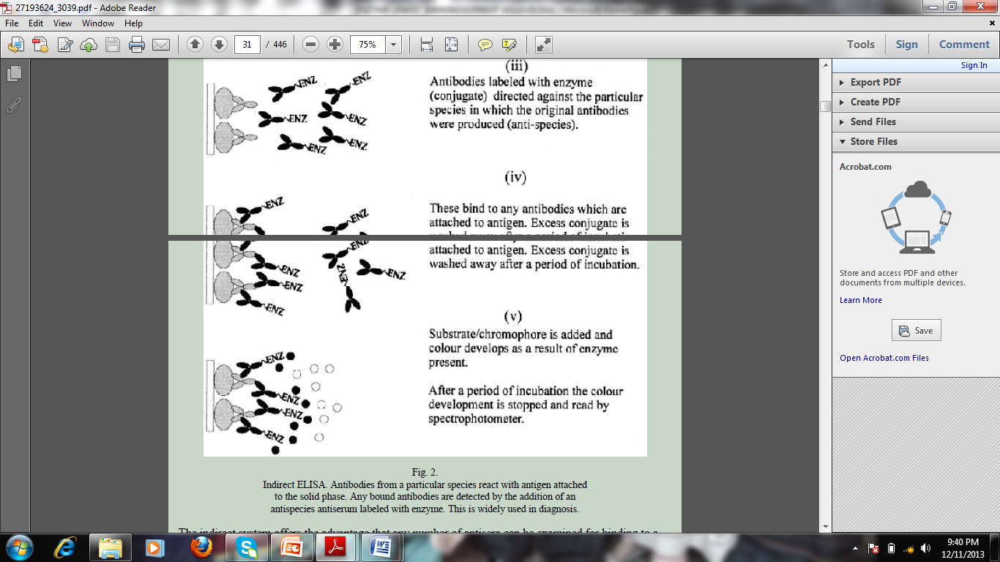 27193624_3039.pdf - Adobe Reader
File Edit View Window Help
31 / 446 75% Tools Sign Comment
Sign In
Export PDF
Create PDF
Send Files
Store Files
Acrobat.com
Store and access PDF and other
documents from multiple devices.
Learn More
Save
Open Acrobat.com Files
(iii)
Antibodies labeled with enzyme
(conjugate) directed against the particular
species in which the original antibodies
were produced (anti-species).
ENZ
ENZ
ENZ
ENZ
ENZ
ENZ
(iv)
These bind to any antibodies which are
attached to antigen. Excess conjugate is
washed away after a period of incubation
attached to antigen. Excess conjugate is
washed away after a period of incubation.
ENZ
ENZ
ENZ
ENZ
ENZ
ENZ
ENZ
ENZ
ENZ
(v)
Substrate/chromophore is added and
colour develops as a result of enzyme
present.
After a period of incubation the colour
development is stopped and read by
spectrophotometer.
ENZ
ENZ
ENZ
ENZ
Fig. 2.
Indirect ELISA. Antibodies from a particular species react with antigen attached
to the solid phase. Any bound antibodies are detected by the addition of an
antispecies antiserum labeled with enzyme. This is widely used in diagnosis.
The indirect system offers the advantage that any number of antisera can be examined for binding to a
9:40 PM
12/11/2013